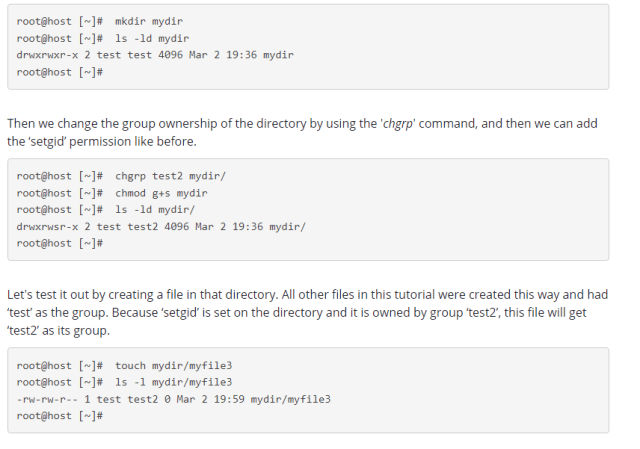 root@host [~]# mkdir mydir
root@host [~]# ls -ld mydir
drwxrwxr-x 2 test test 4096 Mar 2 19:36 mydir
root@host [~]#
Then we change the group ownership of the directory by using the 'chgrp' command, and then we can add
the ‘setgid’ permission like before.
root@host [~]# chgrp test2 mydir/
root@host [~]# chmod g+s mydir
root@host [~]# ls -ld mydir/
drwxrwsr-x 2 test test2 4096 Mar 2 19:36 mydir/
root@host [~]#
Let's test it out by creating a file in that directory. All other files in this tutorial were created this way and had
‘test’ as the group. Because ‘setgid’ is set on the directory and it is owned by group ‘test2’, this file will get
‘test2’ as its group.
root@host [~]# touch mydir/myfile3
root@host [~]# ls -l mydir/myfile3
-rw-rw-r-- 1 test test2 0 Mar 2 19:59 mydir/myfile3
root@host [~]#